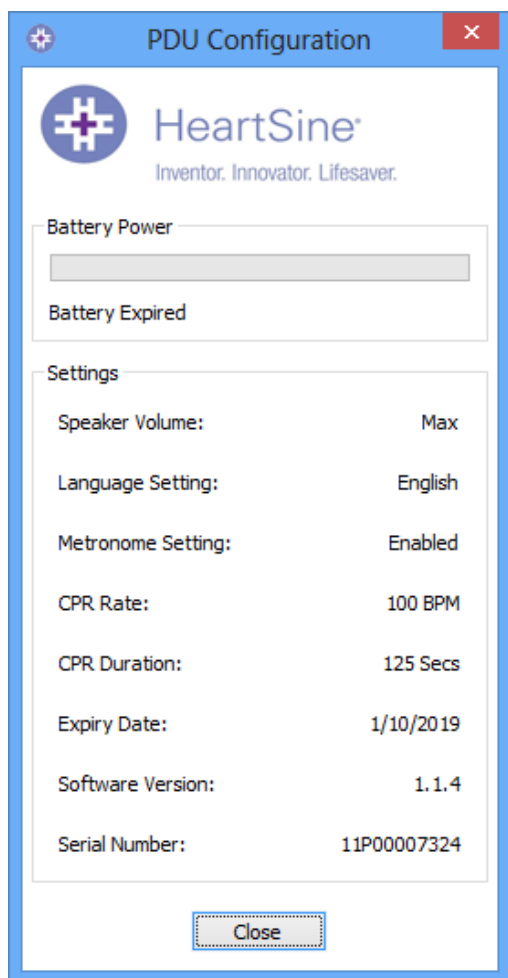 PDU Configuration
HeartSine
Inventor. Innovator. Lifesaver.
Battery Power
Battery Expired
Settings
Speaker Volume: Max
Language Setting: English
Metronome Setting: Enabled
CPR Rate: 100 BPM
CPR Duration: 125 Secs
Expiry Date: 1/10/2019
Software Version: 1.1.4
Serial Number: 11P00007324
Close